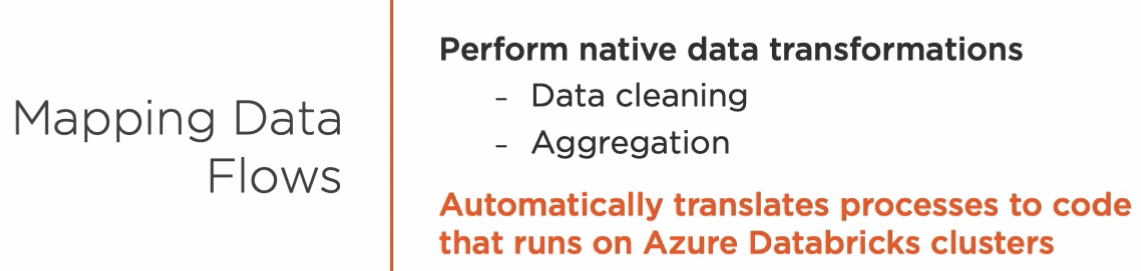 Mapping Data
Flows
Perform native data transformations
- Data cleaning
- Aggregation
Automatically translates processes to code
that runs on Azure Databricks clusters